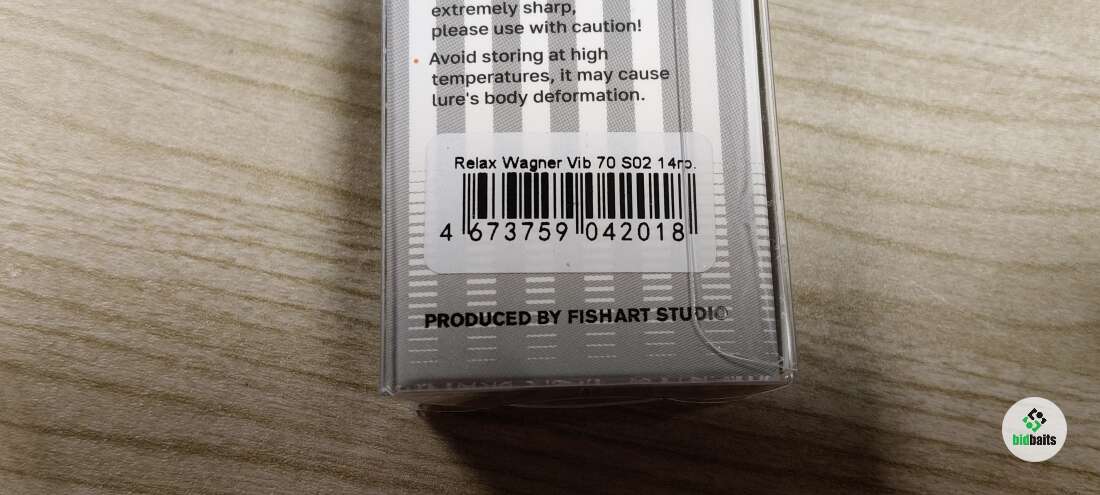 extremely sharp,
please use with caution!
• Avoid storing at high
temperatures, it may cause
lure's body deformation.
Relax Wagner Vib 70 S02 14гр.
4 673759 042018
PRODUCED BY FISHART STUDIO
bidbaits